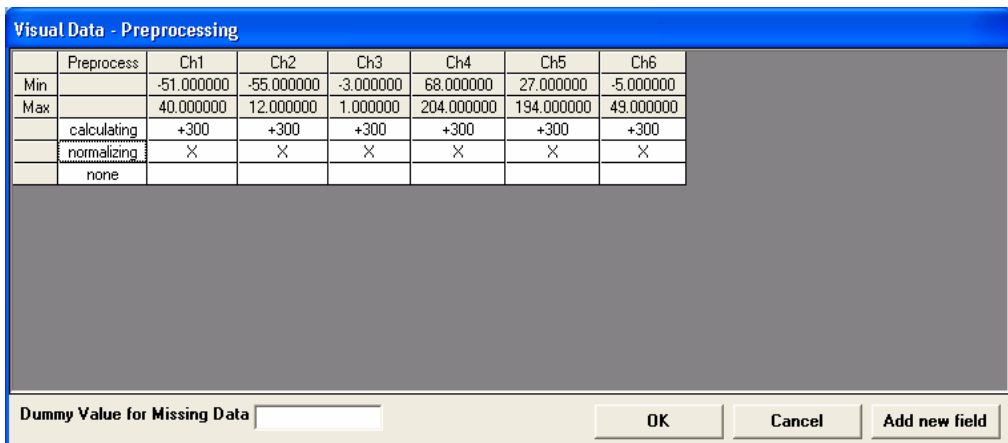 Visual Data - Preprocessing
Preprocess Ch1 Ch2 Ch3 Ch4 Ch5 Ch6
Min -51.000000 -55.000000 -3.000000 68.000000 27.000000 -5.000000
Max 40.000000 12.000000 1.000000 204.000000 194.000000 49.000000
calculating +300 +300 +300 +300 +300 +300
normalizing X X X X X X
none
Dummy Value for Missing Data OK Cancel Add new field